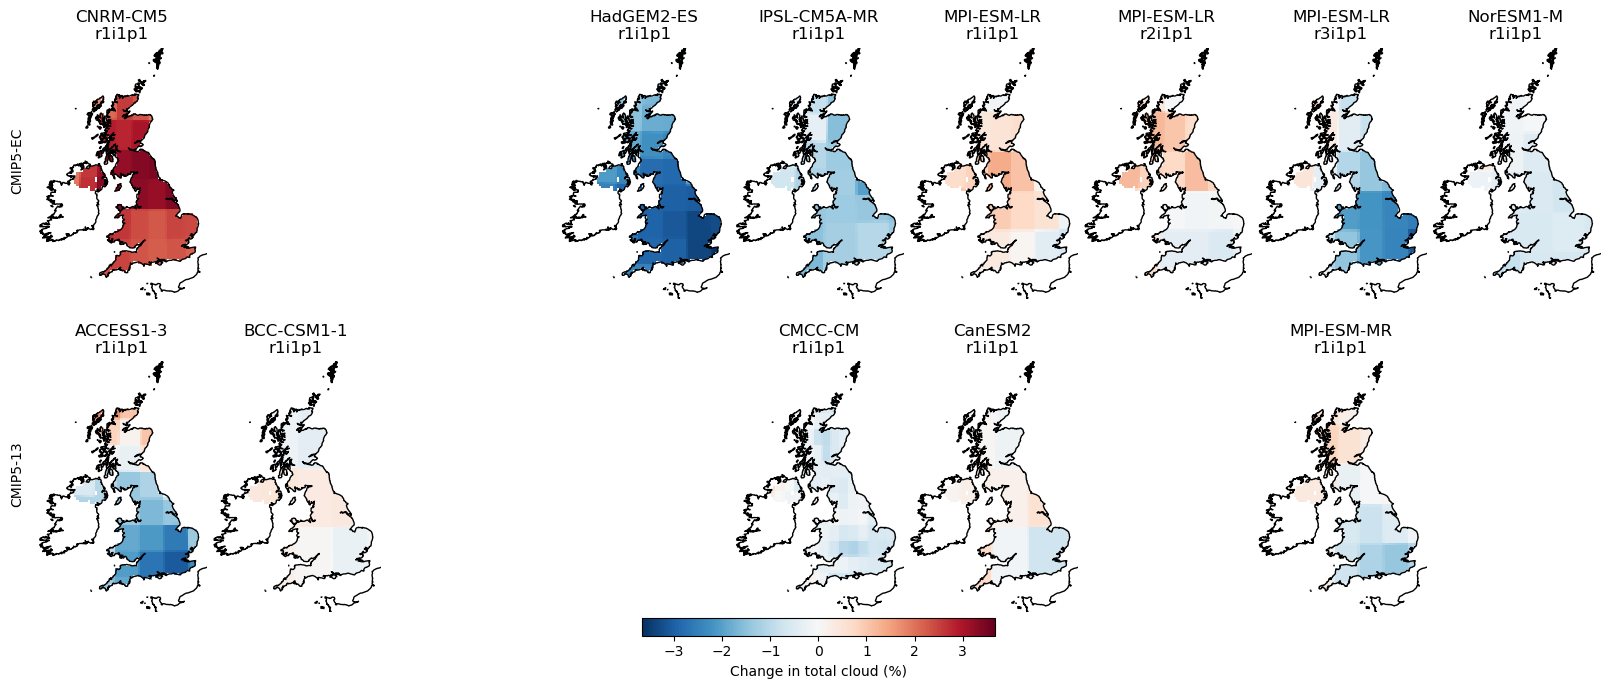 CNRM-CM5
r1i1p1
HadGEM2-ES
r1i1p1
IPSL-CM5A-MR
r1i1p1
MPI-ESM-LR
r1i1p1
MPI-ESM-LR
r2i1p1
MPI-ESM-LR
r3i1p1
NorESM1-M
r1i1p1
CMIP5-EC
ACCESS1-3
r1i1p1
BCC-CSM1-1
r1i1p1
CMCC-CM
r1i1p1
CanESM2
r1i1p1
MPI-ESM-MR
r1i1p1
CMIP5-13
−3 −2 −1 0 1 2 3
Change in total cloud (%)